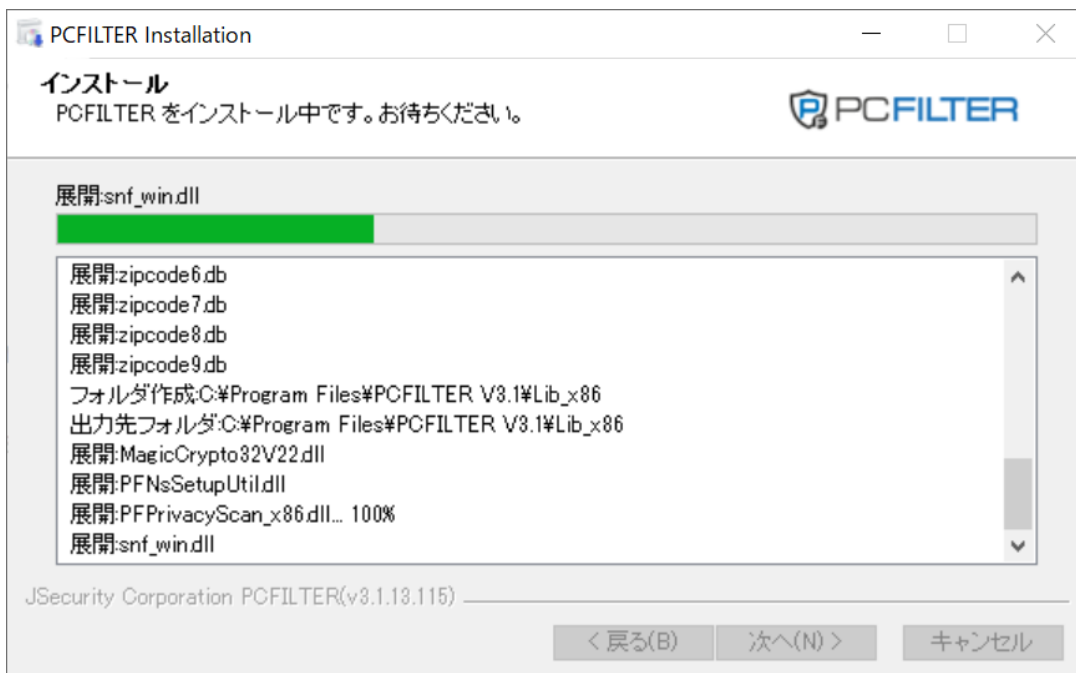 PCFILTER Installation
インストール
PCFILTER をインストール中です。お待ちください。
PCFILTER
展開:snf_win.dll
展開:zipcode6.db
展開:zipcode7.db
展開:zipcode8.db
展開:zipcode9.db
フォルダ作成:C:¥Program Files¥PCFILTER V3.1¥Lib_x86
出力先フォルダ:C:¥Program Files¥PCFILTER V3.1¥Lib_x86
展開:MagicCrypto32V22.dll
展開:PFNsSetupUtil.dll
展開:PFPrivacyScan_x86.dll... 100%
展開:snf_win.dll
JSecurity Corporation PCFILTER(v3.1.13.115)
< 戻る(B) 次へ(N) > キャンセル